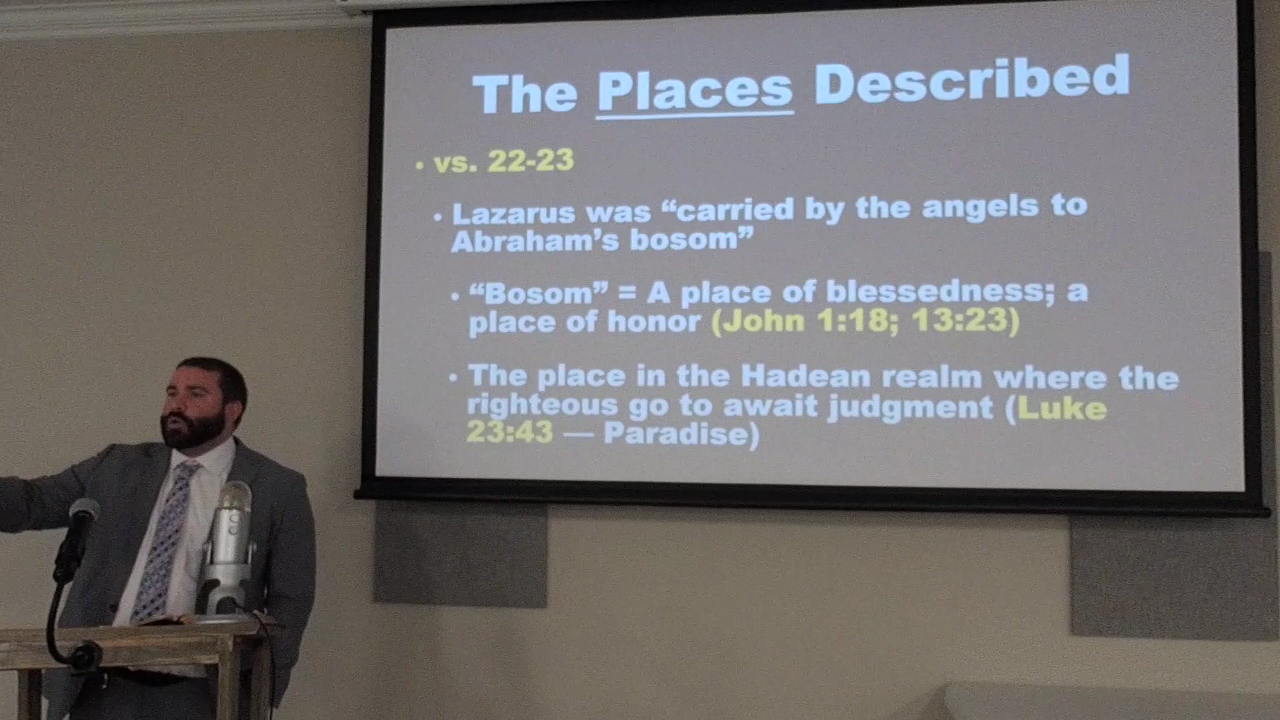 The Places Described
• vs. 22-23
• Lazarus was “carried by the angels to
Abraham’s bosom”
• “Bosom” = A place of blessedness; a
place of honor (John 1:18; 13:23)
• The place in the Hadean realm where the
righteous go to await judgment (Luke
23:43 — Paradise)